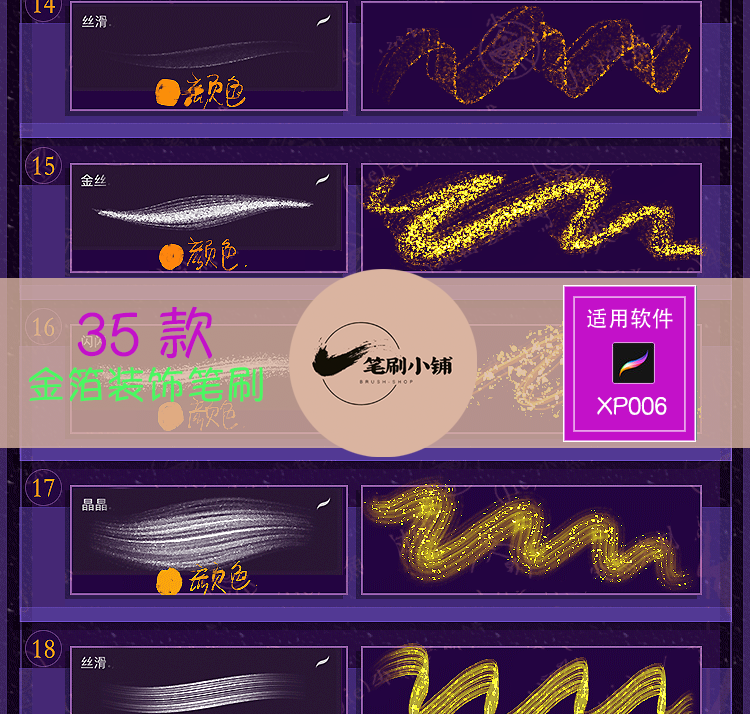 14
丝滑
颜色
15
金丝
颜色
16
闪闪
35 款
金箔装饰笔刷
颜色
笔刷小铺
BRUSH-SHOP
适用软件
XP006
17
晶晶
颜色
18
丝滑